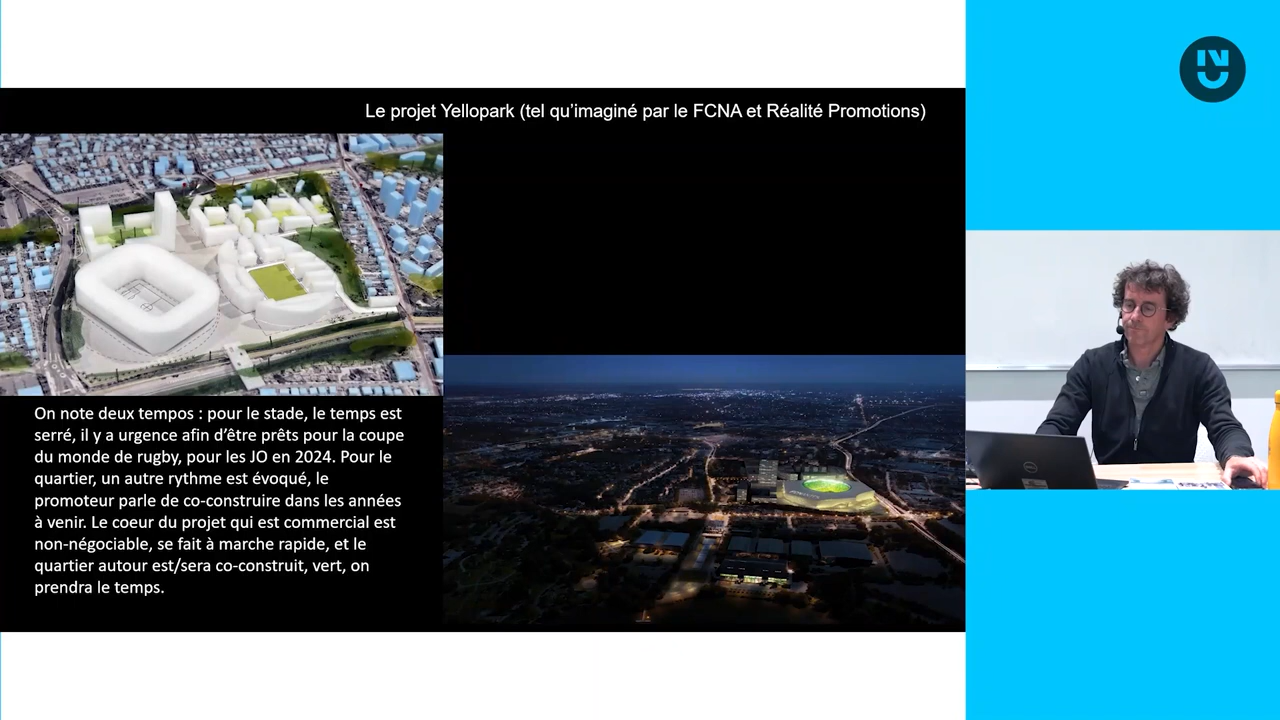 Le projet Yellopark (tel qu’imaginé par le FCNA et Réalité Promotions)
On note deux tempos : pour le stade, le temps est
serré, il y a urgence afin d’être prêts pour la coupe
du monde de rugby, pour les JO en 2024. Pour le
quartier, un autre rythme est évoqué, le
promoteur parle de co-construire dans les années
à venir. Le coeur du projet qui est commercial est
non-négociable, se fait à marche rapide, et le
quartier autour est/sera co-construit, vert, on
prendra le temps.